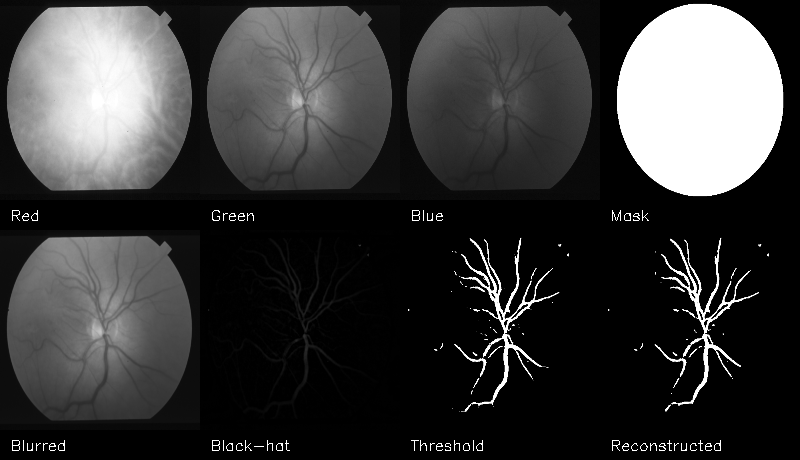 Red
Green
Blue
Mask
Blurred
Black-hat
Threshold
Reconstructed